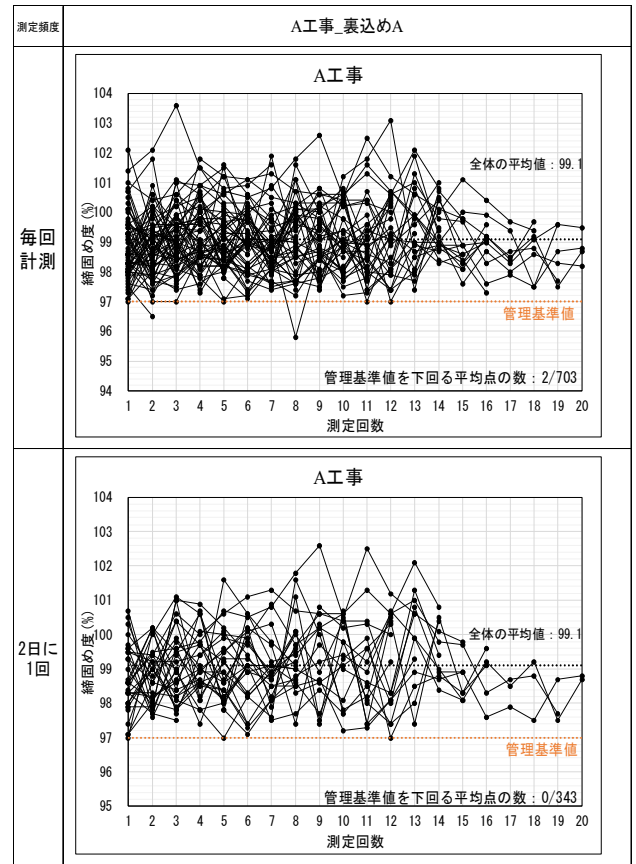 測定頻度
A工事_裏込めA
毎回
計測
A工事
104
103
102
101
100
99
98
97
96
95
94
締固め度(%)
全体の平均値：99.1
管理基準値
管理基準値を下回る平均点の数：2/703
1 2 3 4 5 6 7 8 9 10 11 12 13 14 15 16 17 18 19 20
測定回数
2日に
1回
A工事
104
103
102
101
100
99
98
97
96
95
締固め度(%)
全体の平均値：99.1
管理基準値
管理基準値を下回る平均点の数：0/343
1 2 3 4 5 6 7 8 9 10 11 12 13 14 15 16 17 18 19 20
測定回数